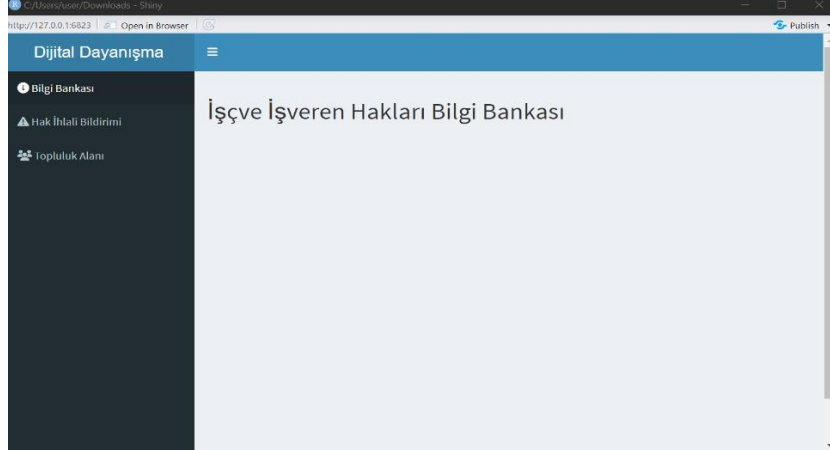 C:/Users/user/Downloads - Shiny
http://127.0.0.1:6823 Open in Browser Publish
Dijital Dayanışma
Bilgi Bankası
İşçve İşveren Hakları Bilgi Bankası
Hak İhlali Bildirimi
Topluluk Alanı